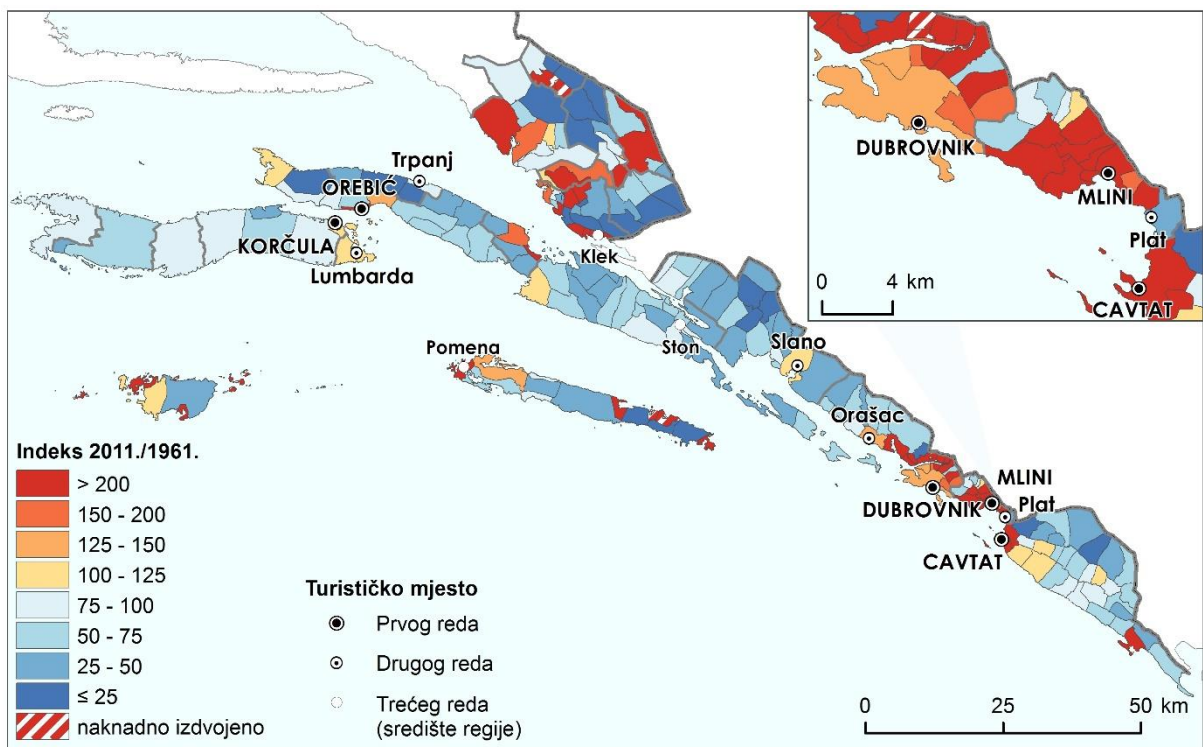 Trpanj
OREBIĆ
KORČULA
Lumbarda
Klek
Pomena
Ston
Slano
Orašac
DUBROVNIK
MLINI
Plat
CAVTAT
DUBROVNIK
MLINI
Plat
CAVTAT
0 4 km
Indeks 2011./1961.
> 200
150 - 200
125 - 150
100 - 125
75 - 100
50 - 75
25 - 50
≤ 25
naknadno izdvojeno
Turističko mjesto
Prvog reda
Drugog reda
Trećeg reda
(središte regije)
0 25 50 km